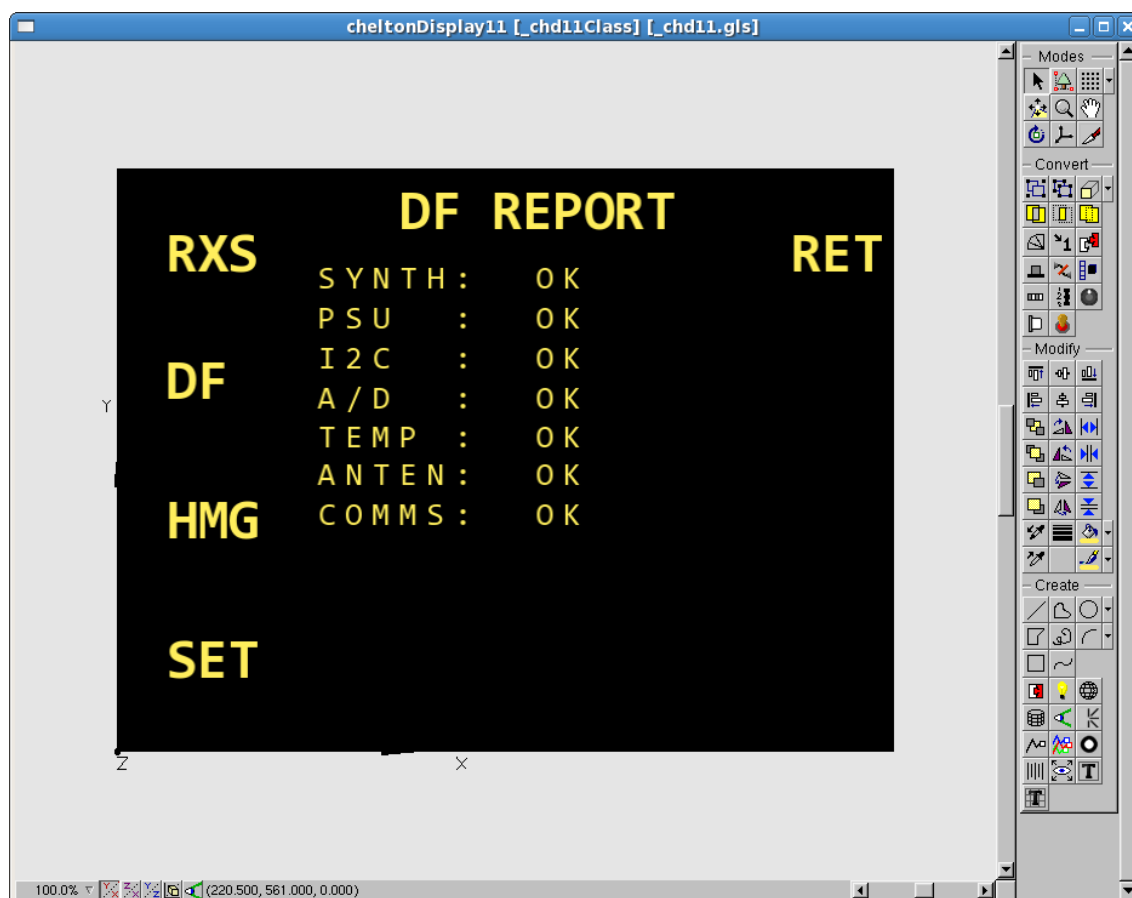 cheltonDisplay11 [_chd11Class] [_chd11.gls]
Modes
Convert
1
Modify
Create
T
T
DF REPORT
RXS
RET
SYNTH: OK
PSU : OK
I2C : OK
A/D : OK
TEMP : OK
ANTEN: OK
COMMS: OK
DF
HMG
SET
Y
Z
X
100.0% (220.500, 561.000, 0.000)